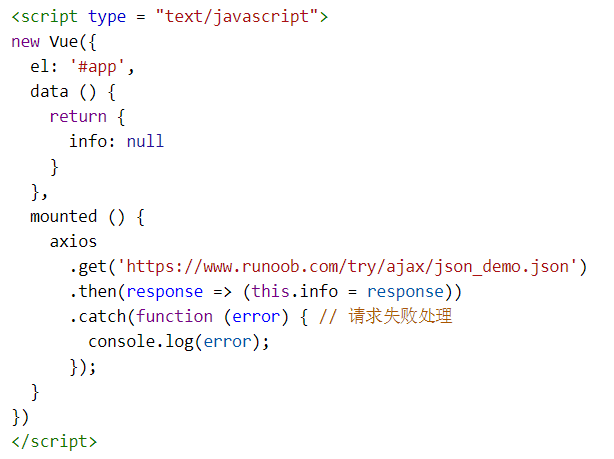 <script type = "text/javascript">
new Vue({
  el: '#app',
  data () {
    return {
      info: null
    }
  },
  mounted () {
    axios
      .get('https://www.runoob.com/try/ajax/json_demo.json')
      .then(response => (this.info = response))
      .catch(function (error) { // 请求失败处理
        console.log(error);
      });
  }
})
</script>